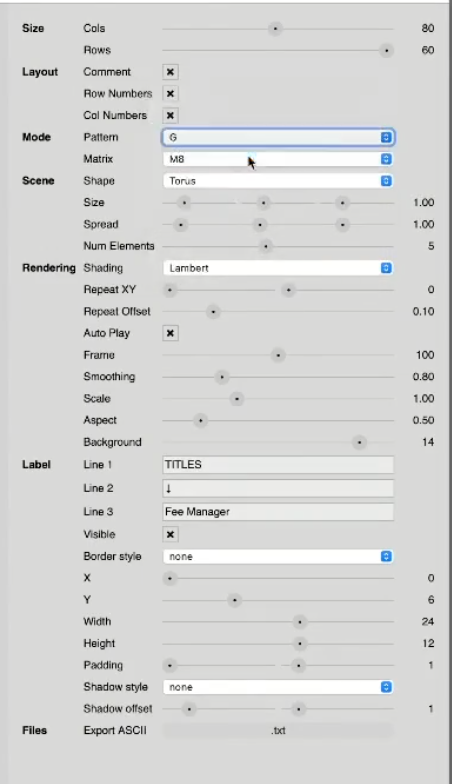 Size Cols 80
Rows 60
Layout Comment
Row Numbers
Col Numbers
Mode Pattern G
Matrix M8
Scene Shape Torus
Size 1.00
Spread 1.00
Num Elements 5
Rendering Shading Lambert
Repeat XY 0
Repeat Offset 0.10
Auto Play
Frame 100
Smoothing 0.80
Scale 1.00
Aspect 0.50
Background 14
Label Line 1 TITLES
Line 2 ↓
Line 3 Fee Manager
Visible
Border style none
X 0
Y 6
Width 24
Height 12
Padding 1
Shadow style none
Shadow offset 1
Files Export ASCII .txt